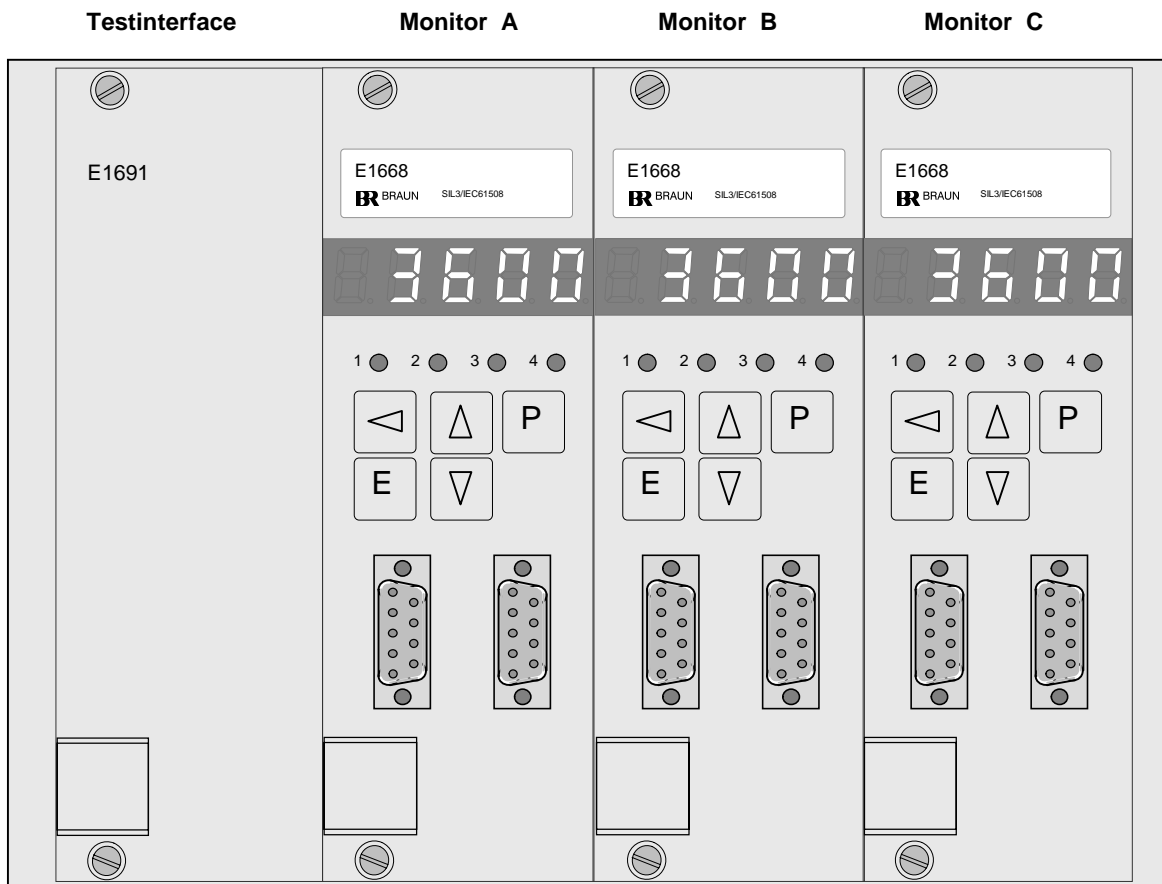 Testinterface Monitor A Monitor B Monitor C
E1691
E1668 E1668 E1668
BR BRAUN SIL3/IEC61508 BR BRAUN SIL3/IEC61508 BR BRAUN SIL3/IEC61508
3600 3600 3600
1 2 3 4 1 2 3 4 1 2 3 4
P P P
E E E